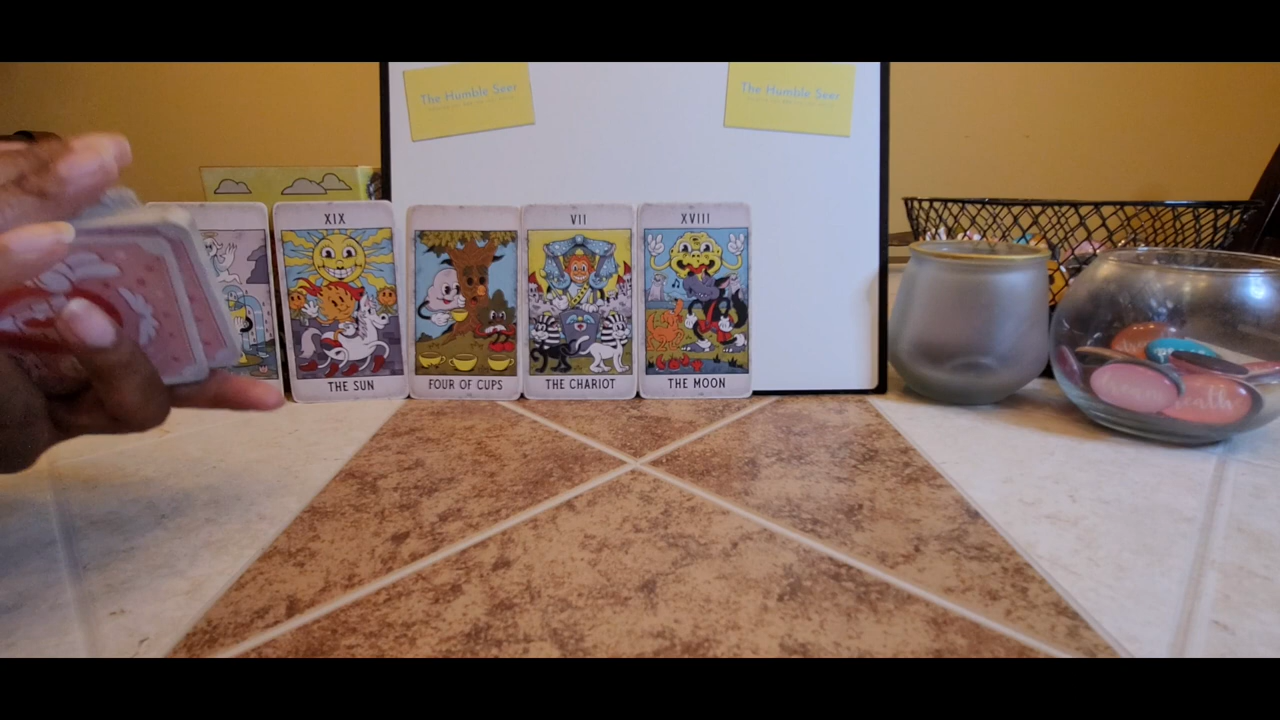 The Humble Seer
The Humble Seer
XIX
THE SUN
FOUR OF CUPS
VII
THE CHARIOT
XVIII
THE MOON